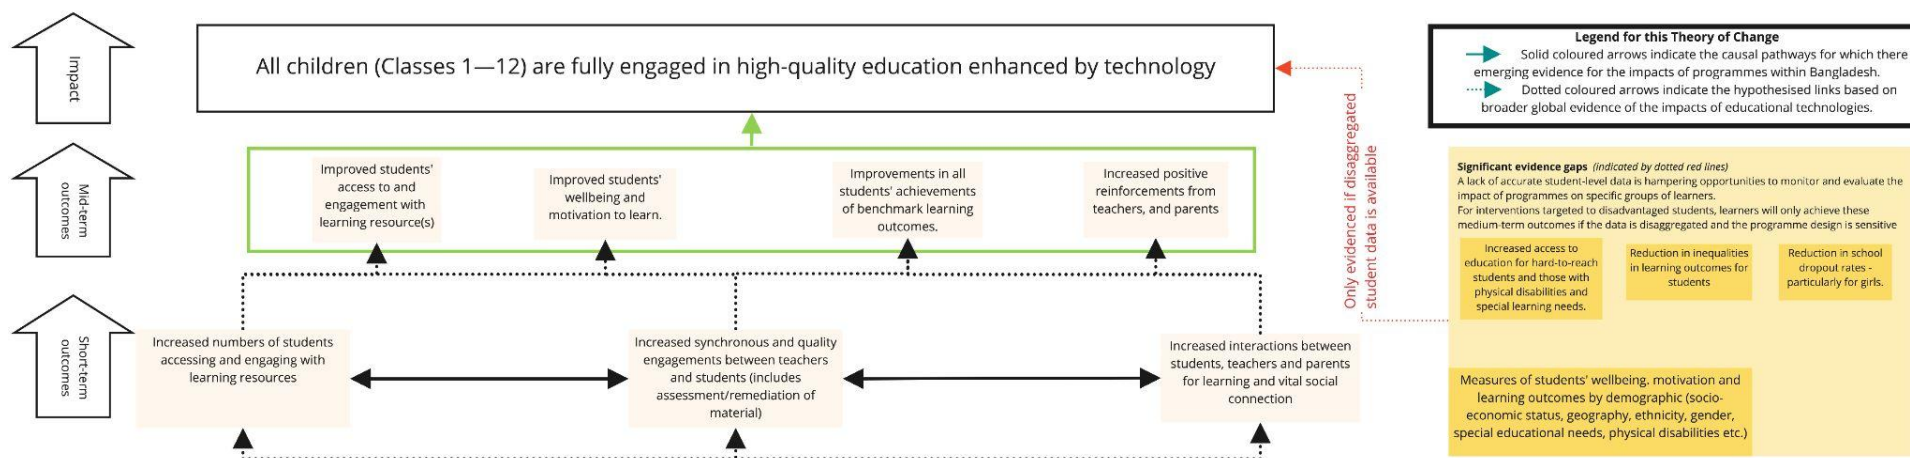 Impact
All children (Classes 1—12) are fully engaged in high-quality education enhanced by technology
Legend for this Theory of Change
Solid coloured arrows indicate the causal pathways for which there
emerging evidence for the impacts of programmes within Bangladesh.
Dotted coloured arrows indicate the hypothesised links based on
broader global evidence of the impacts of educational technologies.
Mid-term
outcomes
Improved students'
access to and
engagement with
learning resource(s)
Improved students'
wellbeing and
motivation to learn.
Improvements in all
students' achievements
of benchmark learning
outcomes.
Increased positive
reinforcements from
teachers, and parents
Only evidenced if disaggregated
student data is available
Significant evidence gaps (indicated by dotted red lines)
A lack of accurate student-level data is hampering opportunities to monitor and evaluate the
impact of programmes on specific groups of learners.
For interventions targeted to disadvantaged students, learners will only achieve these
medium-term outcomes if the data is disaggregated and the programme design is sensitive
Increased access to
education for hard-to-reach
students and those with
physical disabilities and
special learning needs.
Reduction in inequalities
in learning outcomes for
students
Reduction in school
dropout rates -
particularly for girls.
Short-term
outcomes
Increased numbers of students
accessing and engaging with
learning resources
Increased synchronous and quality
engagements between teachers
and students (includes
assessment/remediation of
material)
Increased interactions between
students, teachers and parents
for learning and vital social
connection
Measures of students' wellbeing. motivation and
learning outcomes by demographic (socio-
economic status, geography, ethnicity, gender,
special educational needs, physical disabilities etc.)